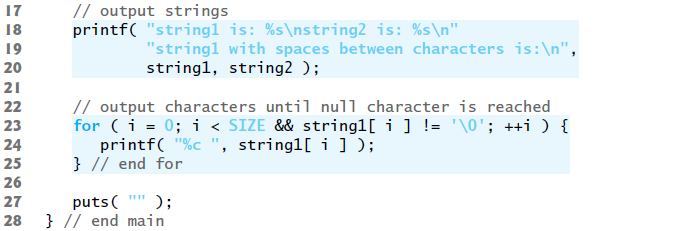 17 // output strings
18 printf( "string1 is: %s\nstring2 is: %s\n"
19 "string1 with spaces between characters is:\n",
20 string1, string2 );
21
22 // output characters until null character is reached
23 for ( i = 0; i < SIZE && string1[ i ] != '\0'; ++i ) {
24 printf( "%c ", string1[ i ] );
25 } // end for
26
27 puts( "" );
28 } // end main